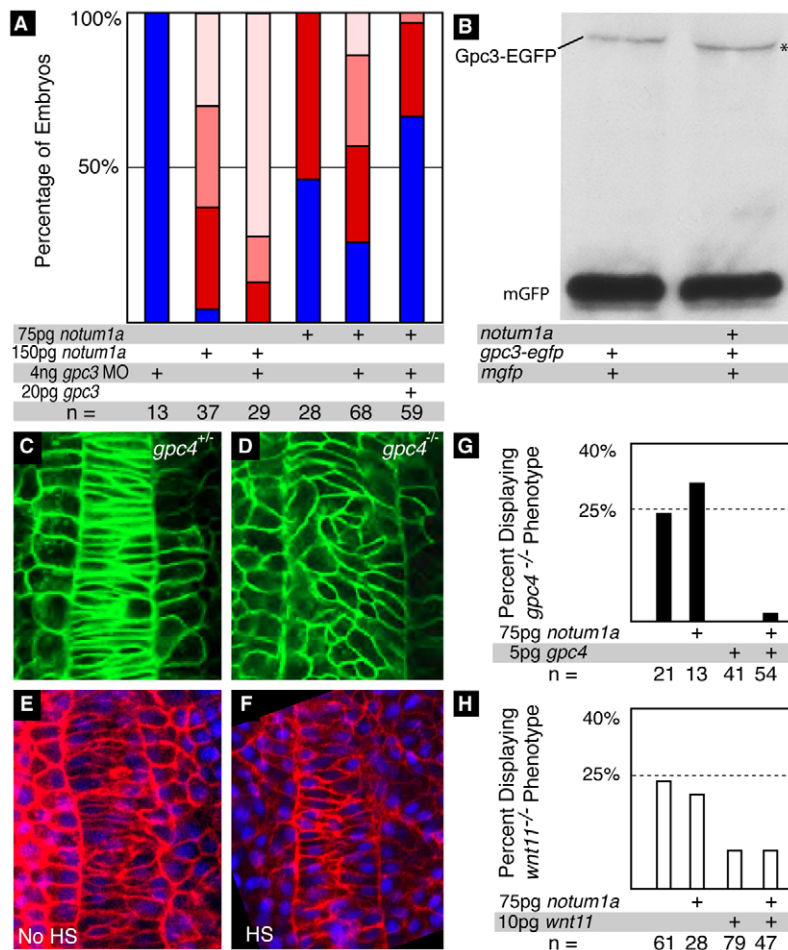 A
100%
50%
Percentage of Embryos
75pg notum1a + + +
150pg notum1a + +
4ng gpc3 MO + + + +
20pg gpc3 +
n = 13 37 29 28 68 59
B
Gpc3-EGFP
*
mGFP
notum1a +
gpc3-egfp + +
mgfp + +
C
gpc4+/-
D
gpc4-/-
E
No HS
F
HS
G
40%
25%
Percent Displaying
gpc4 -/- Phenotype
75pg notum1a + +
5pg gpc4 + +
n = 21 13 41 54
H
40%
25%
Percent Displaying
wnt11-/- Phenotype
75pg notum1a + +
10pg wnt11 + +
n = 61 28 79 47